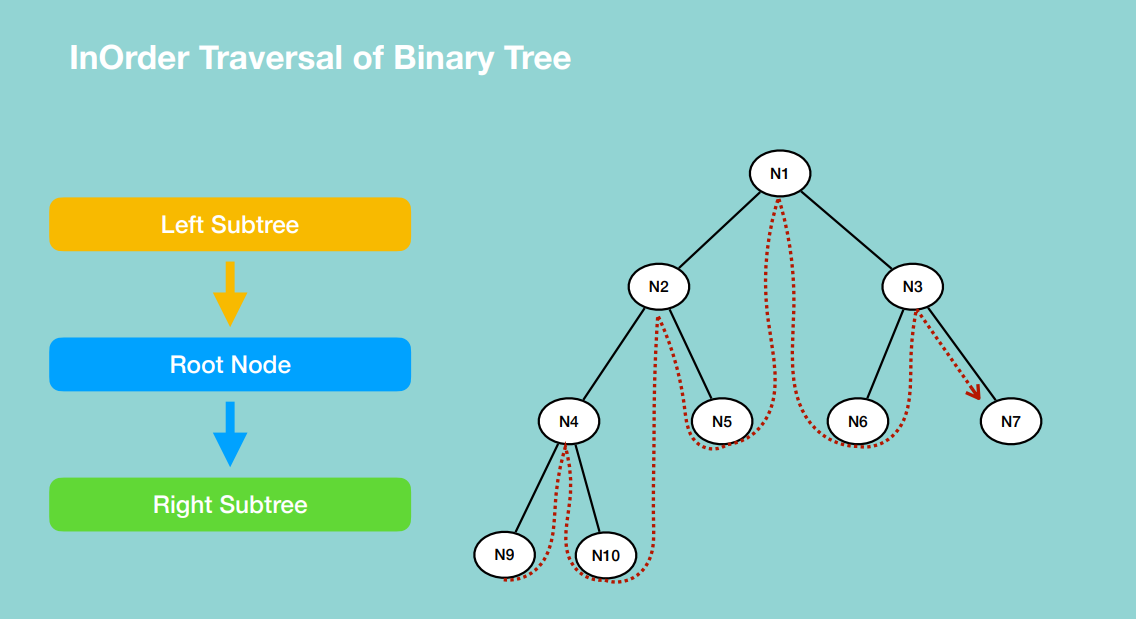 InOrder Traversal of Binary Tree
Left Subtree
Root Node
Right Subtree
N1
N2
N3
N4
N5
N6
N7
N9
N10